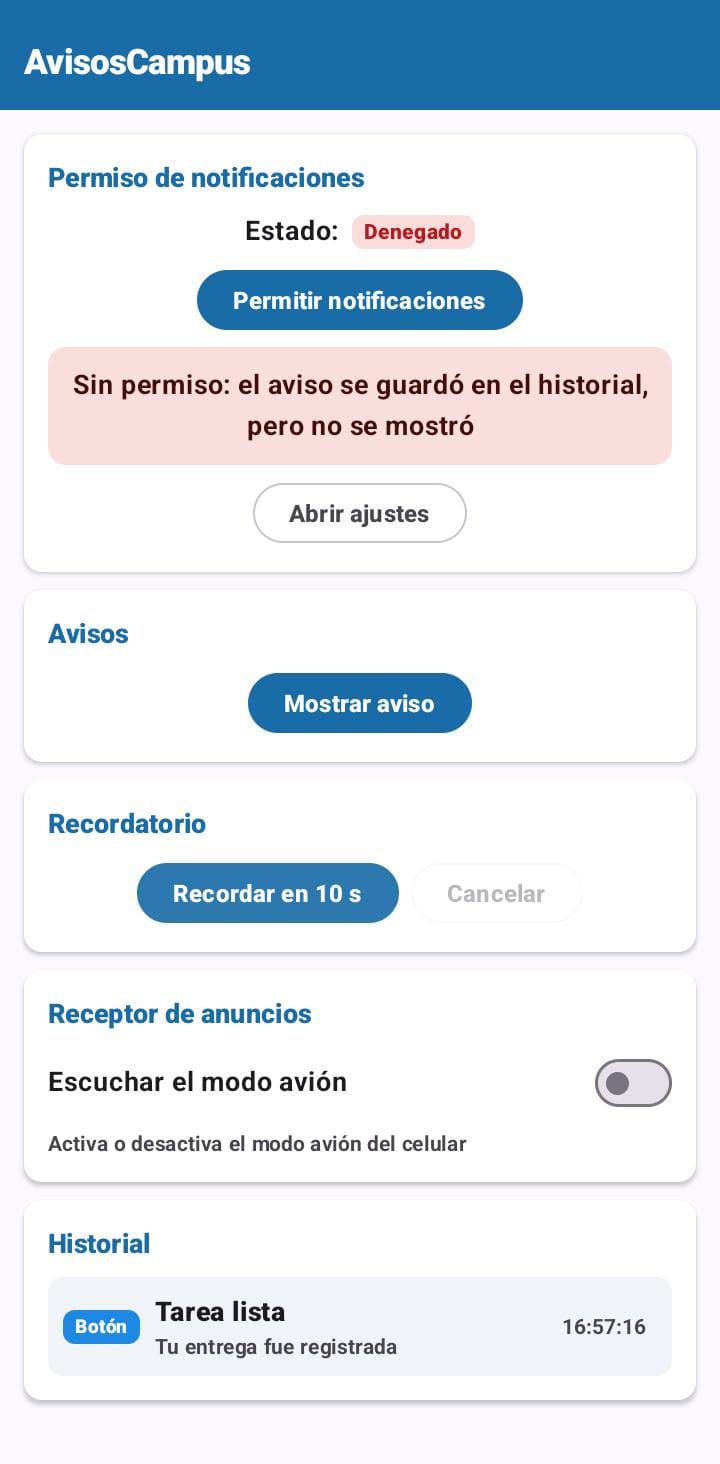 AvisosCampus
Permiso de notificaciones
Estado: Denegado
Permitir notificaciones
Sin permiso: el aviso se guardó en el historial,
pero no se mostró
Abrir ajustes
Avisos
Mostrar aviso
Recordatorio
Recordar en 10 s Cancelar
Receptor de anuncios
Escuchar el modo avión
Activa o desactiva el modo avión del celular
Historial
Botón Tarea lista 16:57:16
Tu entrega fue registrada